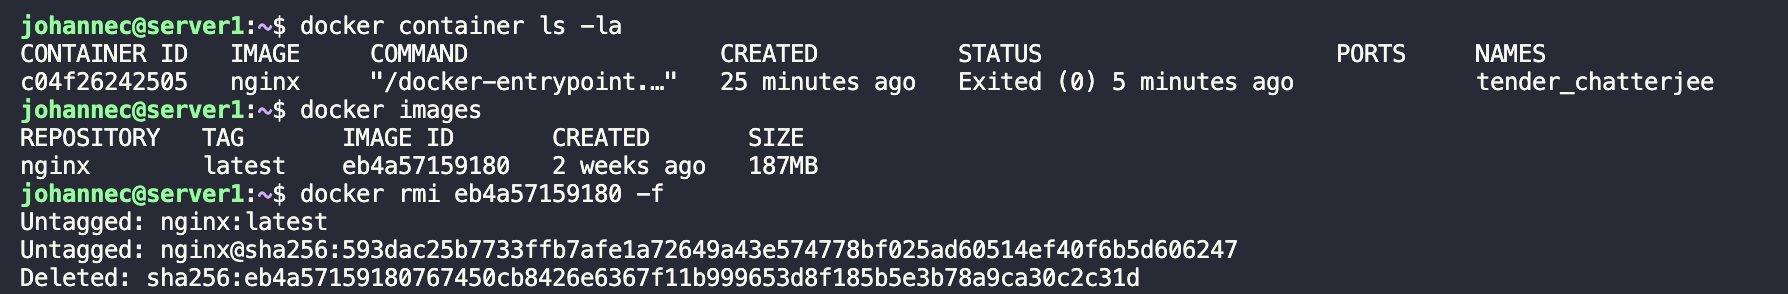 johannec@server1:~$ docker container ls -la
CONTAINER ID   IMAGE     COMMAND                  CREATED          STATUS                     PORTS     NAMES
c04f26242505   nginx     "/docker-entrypoint.…"   25 minutes ago   Exited (0) 5 minutes ago             tender_chatterjee
johannec@server1:~$ docker images
REPOSITORY   TAG       IMAGE ID       CREATED       SIZE
nginx        latest    eb4a57159180   2 weeks ago   187MB
johannec@server1:~$ docker rmi eb4a57159180 -f
Untagged: nginx:latest
Untagged: nginx@sha256:593dac25b7733ffb7afe1a72649a43e574778bf025ad60514ef40f6b5d606247
Deleted: sha256:eb4a57159180767450cb8426e6367f11b999653d8f185b5e3b78a9ca30c2c31d